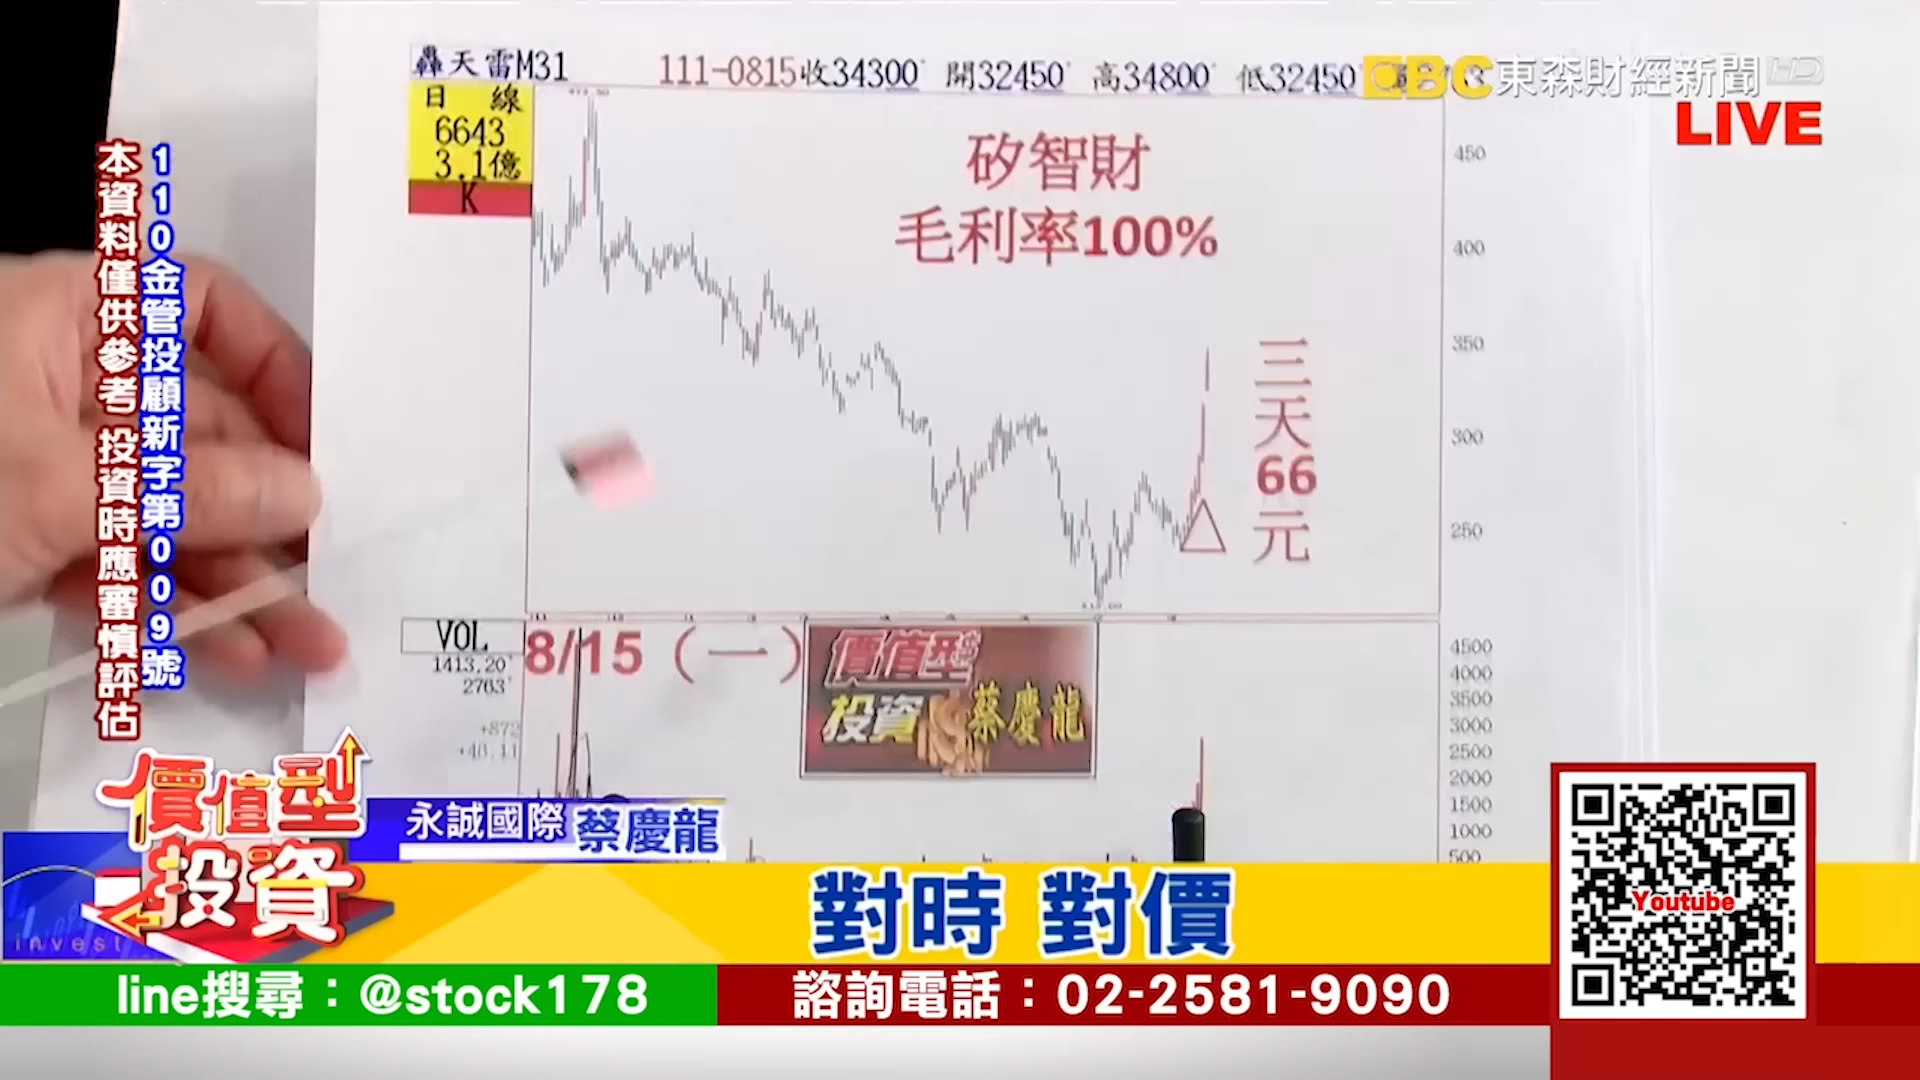 轟天雷M31
111-0815收34300 開32450 高34800 低32450
EBC東森財經新聞HD
LIVE
日 線
6643
3.1億
K
矽智財
毛利率100%
三天66元
450
400
350
300
250
110金管投顧新字第009號
本資料僅供參考 投資時應審慎評估
VOL
1413.20
2763
+872
8/15（一）
價值型
投資 蔡慶龍
4500
4000
3500
3000
2500
2000
1500
1000
500
價值型
投資
invest
永誠國際 蔡慶龍
對時 對價
Youtube
line搜尋：@stock178
諮詢電話：02-2581-9090